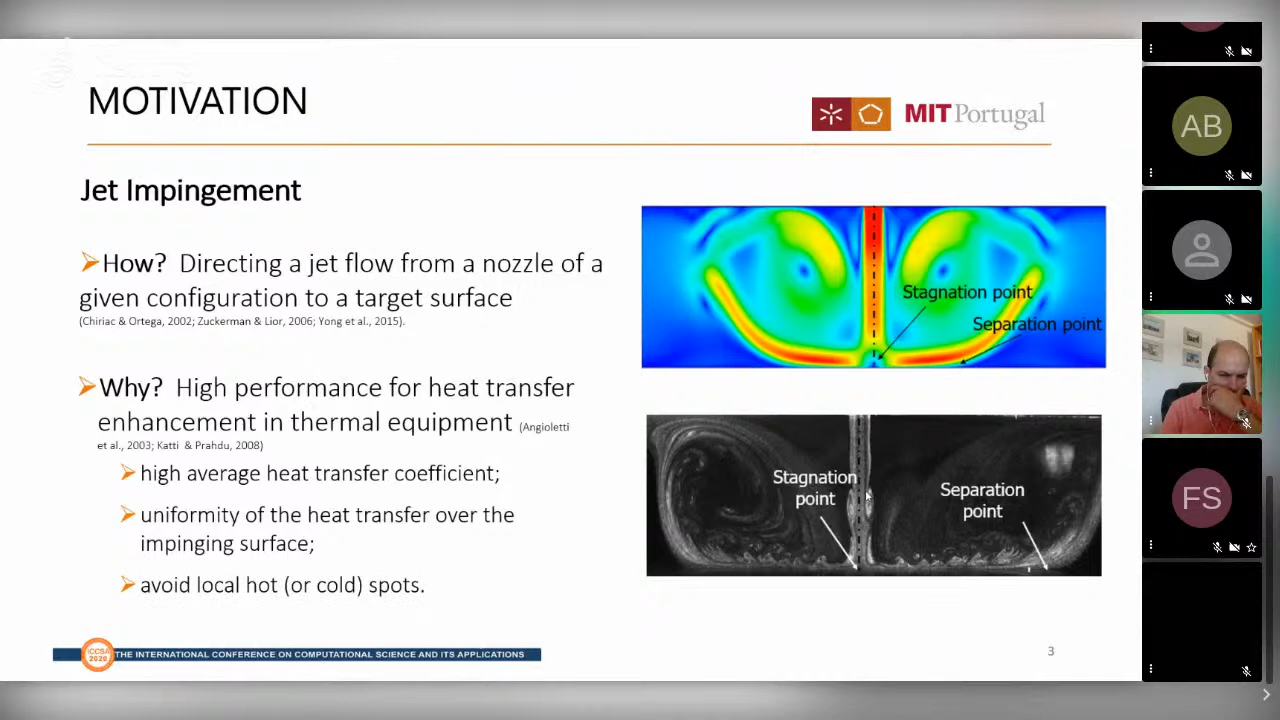 MOTIVATION
MIT Portugal
Jet Impingement
How? Directing a jet flow from a nozzle of a
given configuration to a target surface
(Chiriac & Ortega, 2002; Zuckerman & Lior, 2006; Yong et al., 2015).
Why? High performance for heat transfer
enhancement in thermal equipment (Angioletti
et al., 2003; Katti & Prahdu, 2008)
high average heat transfer coefficient;
uniformity of the heat transfer over the
impinging surface;
avoid local hot (or cold) spots.
Stagnation point
Separation point
Stagnation
point
Separation
point
ICCSA
2020
THE INTERNATIONAL CONFERENCE ON COMPUTATIONAL SCIENCE AND ITS APPLICATIONS
3
AB
FS